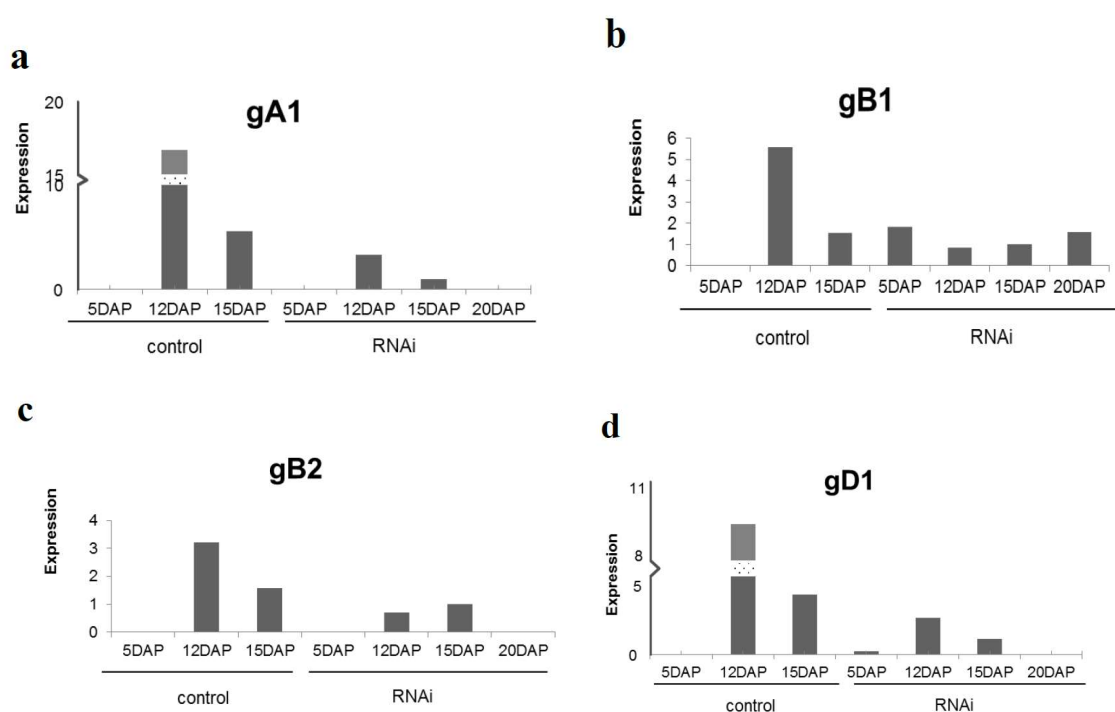 a
gA1
Expression
20
15
10
0
5DAP 12DAP 15DAP 5DAP 12DAP 15DAP 20DAP
control RNAi
b
gB1
Expression
6
5
4
3
2
1
0
5DAP 12DAP 15DAP 5DAP 12DAP 15DAP 20DAP
control RNAi
c
gB2
Expression
4
3
2
1
0
5DAP 12DAP 15DAP 5DAP 12DAP 15DAP 20DAP
control RNAi
d
gD1
Expression
11
8
5
0
5DAP 12DAP 15DAP 5DAP 12DAP 15DAP 20DAP
control RNAi